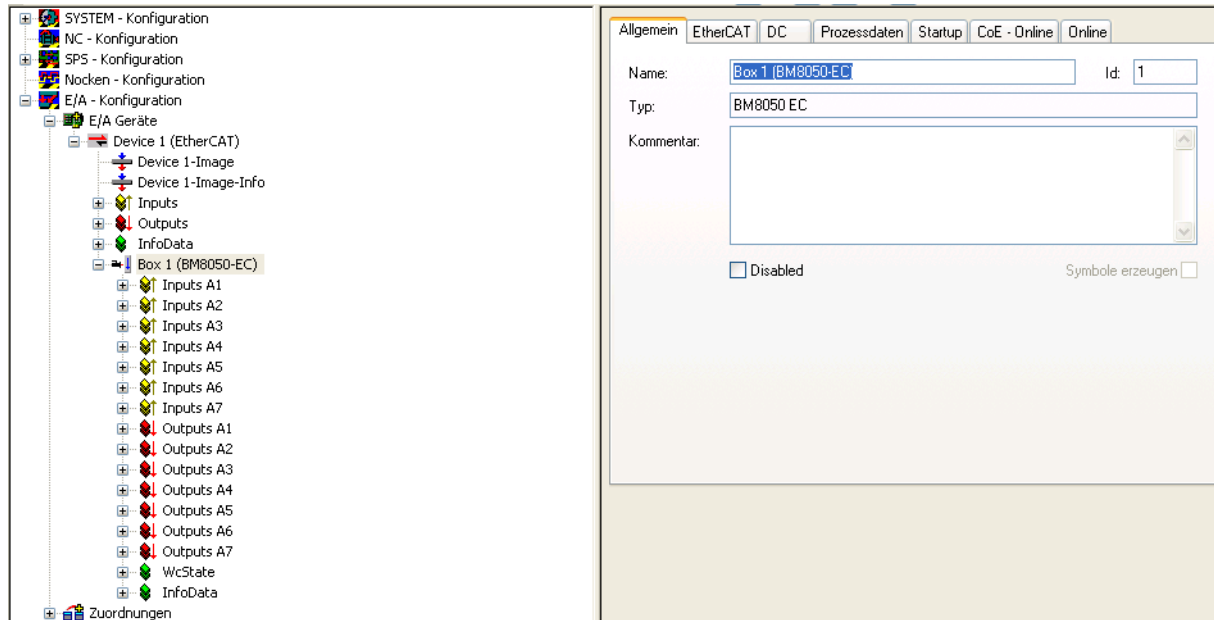 SYSTEM - Konfiguration
NC - Konfiguration
SPS - Konfiguration
Nocken - Konfiguration
E/A - Konfiguration
E/A Geräte
Device 1 (EtherCAT)
Device 1-Image
Device 1-Image-Info
Inputs
Outputs
InfoData
Box 1 (BM8050-EC)
Inputs A1
Inputs A2
Inputs A3
Inputs A4
Inputs A5
Inputs A6
Inputs A7
Outputs A1
Outputs A2
Outputs A3
Outputs A4
Outputs A5
Outputs A6
Outputs A7
WcState
InfoData
Zuordnungen
Allgemein EtherCAT DC Prozessdaten Startup CoE - Online Online
Name: Box 1 (BM8050-EC) Id: 1
Typ: BM8050 EC
Kommentar:
Disabled Symbole erzeugen